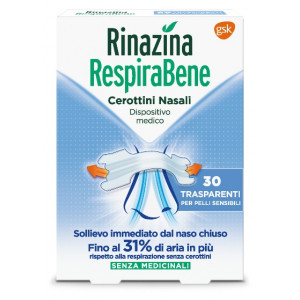 gsk
Rinazina
RespiraBene
Cerottini Nasali
Dispositivo
medico
30
TRASPARENTI
PER PELLI SENSIBILI
Sollievo immediato dal naso chiuso
Fino al 31% di aria in più
rispetto alla respirazione senza cerottini
SENZA MEDICINALI